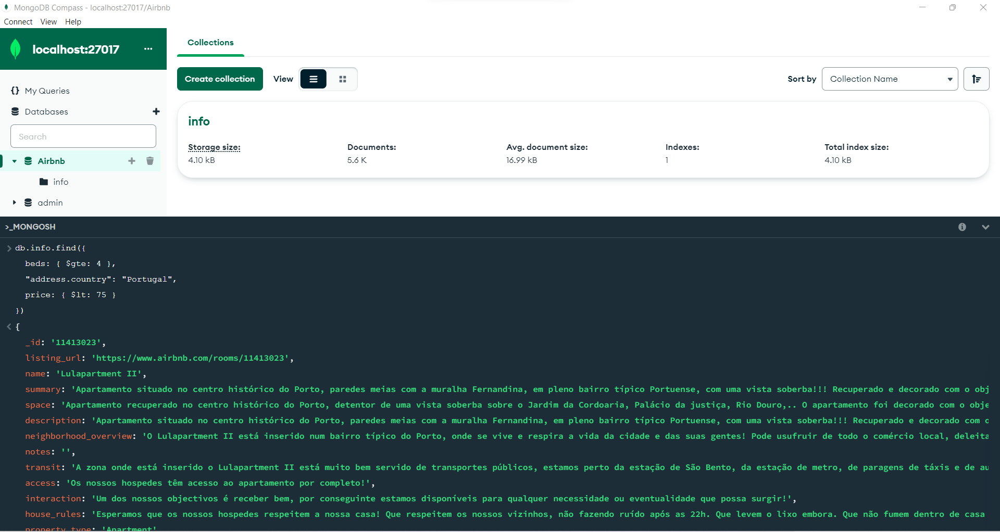 MongoDB Compass - localhost:27017/Airbnb
Connect View Help
localhost:27017 ...
Collections
Create collection View
Sort by Collection Name
{} My Queries
Databases +
Search
Airbnb
info
admin
info
Storage size: Documents: Avg. document size: Indexes: Total index size:
4.10 kB 5.6 K 16.99 kB 1 4.10 kB
>_MONGOSH
db.info.find({
beds: { $gte: 4 },
"address.country": "Portugal",
price: { $lt: 75 }
})
{
_id: '11413023',
listing_url: 'https://www.airbnb.com/rooms/11413023',
name: 'Lulapartment II',
summary: 'Apartamento situado no centro histórico do Porto, paredes meias com a muralha Fernandina, em pleno bairro típico Portuense, com uma vista soberba!!! Recuperado e decorado com o obj
space: 'Apartamento recuperado no centro histórico do Porto, detentor de uma vista soberba sobre o Jardim da Cordoaria, Palácio da justiça, Rio Douro,.. O apartamento foi decorado com o obje
description: 'Apartamento situado no centro histórico do Porto, paredes meias com a muralha Fernandina, em pleno bairro típico Portuense, com uma vista soberba!!! Recuperado e decorado com o
neighborhood_overview: 'O Lulapartment II está inserido num bairro típico do Porto, onde se vive e respira a vida da cidade e das suas gentes! Pode usufruir de todo o comércio local, deleita
notes: '',
transit: 'A zona onde está inserido o Lulapartment II está muito bem servido de transportes públicos, estamos perto da estação de São Bento, da estação de metro, de paragens de táxis e de au
access: 'Os nossos hospedes têm acesso ao apartamento por completo!',
interaction: 'Um dos nossos objectivos é receber bem, por conseguinte estamos disponíveis para qualquer necessidade ou eventualidade que possa surgir!',
house_rules: 'Esperamos que os nossos hospedes respeitem a nossa casa! Que respeitem os nossos vizinhos, não fazendo ruído após as 22h. Que levem o lixo embora. Que não fumem dentro de casa
property_type: 'Apartment'